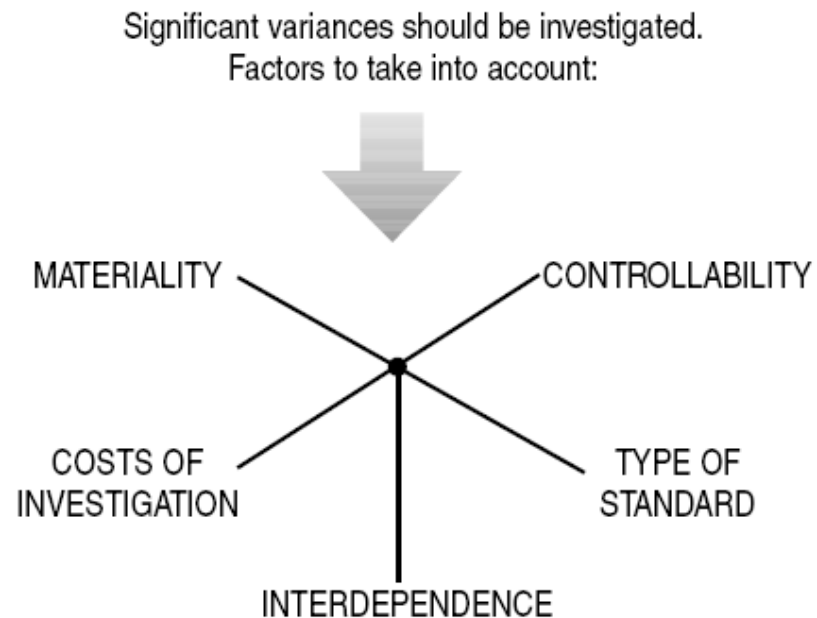 Significant variances should be investigated.
Factors to take into account:
MATERIALITY
CONTROLLABILITY
COSTS OF
INVESTIGATION
TYPE OF
STANDARD
INTERDEPENDENCE